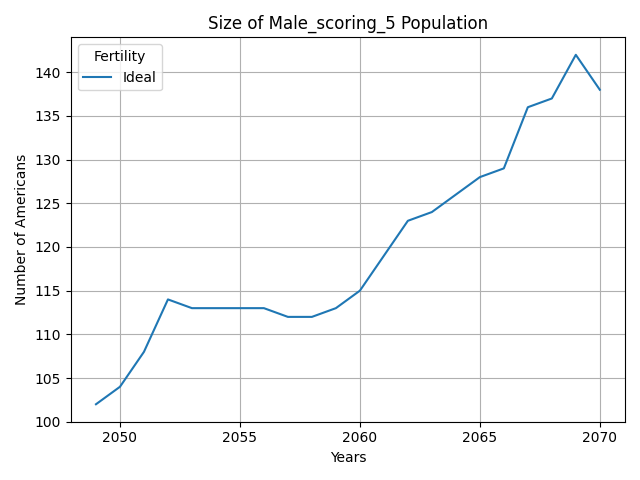 Size of Male_scoring_5 Population
Fertility
Ideal
Number of Americans
140
135
130
125
120
115
110
105
100
2050 2055 2060 2065 2070
Years